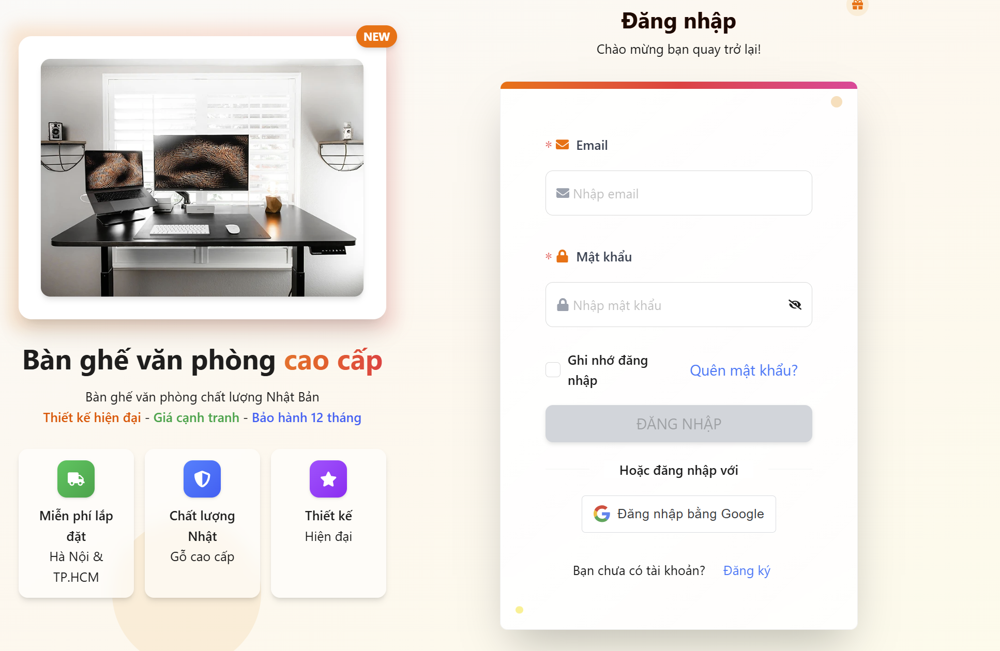 NEW
Bàn ghế văn phòng cao cấp
Bàn ghế văn phòng chất lượng Nhật Bản
Thiết kế hiện đại - Giá cạnh tranh - Bảo hành 12 tháng
Miễn phí lắp
đặt
Hà Nội &
TP.HCM
Chất lượng
Nhật
Gỗ cao cấp
Thiết kế
Hiện đại
Đăng nhập
Chào mừng bạn quay trở lại!
* Email
Nhập email
* Mật khẩu
Nhập mật khẩu
Ghi nhớ đăng
nhập
Quên mật khẩu?
ĐĂNG NHẬP
Hoặc đăng nhập với
Đăng nhập bằng Google
Bạn chưa có tài khoản? Đăng ký